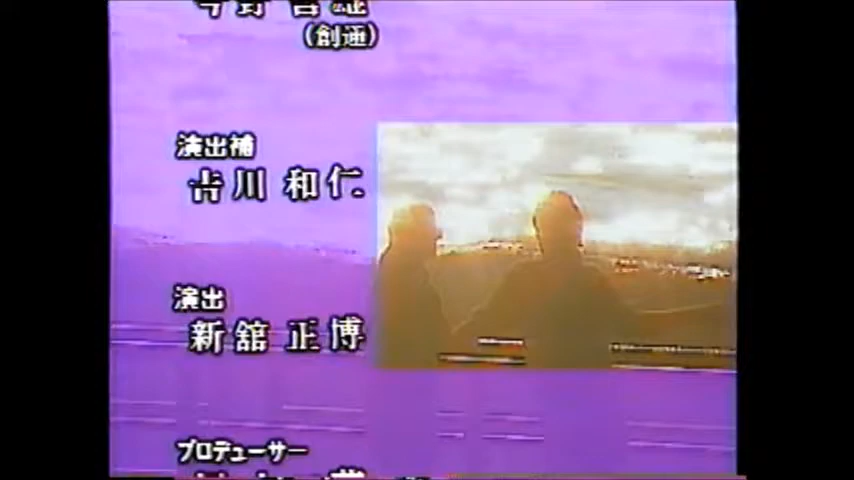 (創通)
演出補
吉川 和仁
演出
新舘 正博
プロデューサー